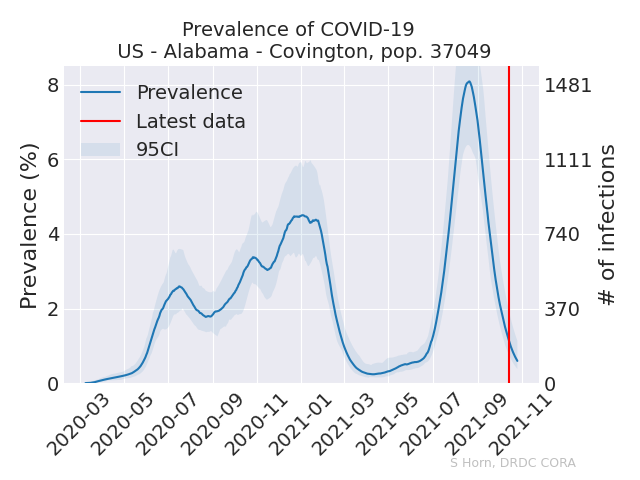 Prevalence of COVID-19
US - Alabama - Covington, pop. 37049
Prevalence
Latest data
95CI
Prevalence (%)
8
6
4
2
0
1481
1111
740
370
0
# of infections
2020-03
2020-05
2020-07
2020-09
2020-11
2021-01
2021-03
2021-05
2021-07
2021-09
2021-11
S Horn, DRDC CORA